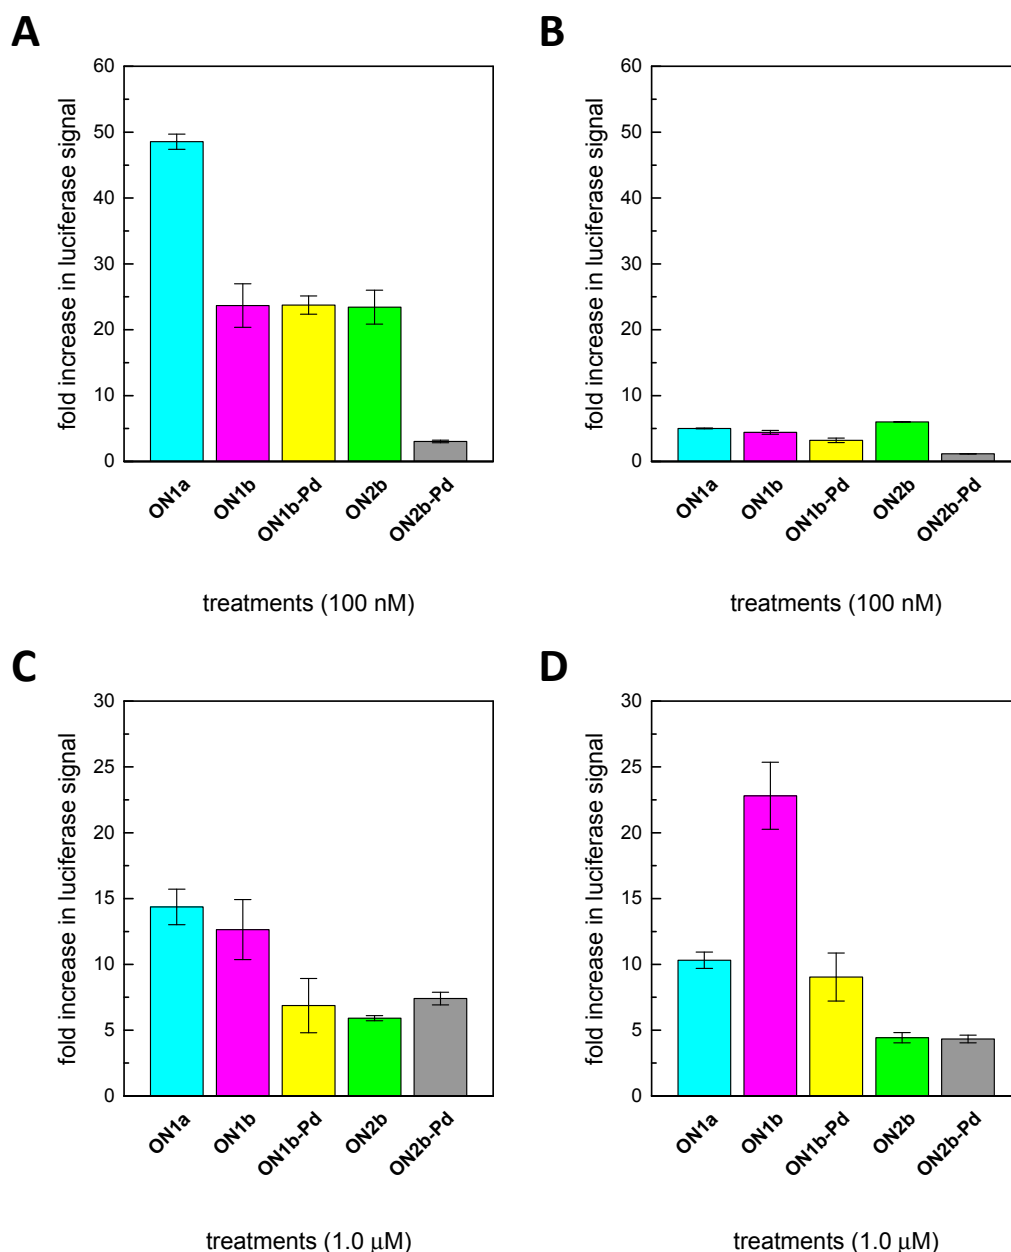 A
fold increase in luciferase signal
60
50
40
30
20
10
0
ON1a
ON1b
ON1b-Pd
ON2b
ON2b-Pd
treatments (100 nM)
B
fold increase in luciferase signal
60
50
40
30
20
10
0
ON1a
ON1b
ON1b-Pd
ON2b
ON2b-Pd
treatments (100 nM)
C
fold increase in luciferase signal
30
25
20
15
10
5
0
ON1a
ON1b
ON1b-Pd
ON2b
ON2b-Pd
treatments (1.0 μM)
D
fold increase in luciferase signal
30
25
20
15
10
5
0
ON1a
ON1b
ON1b-Pd
ON2b
ON2b-Pd
treatments (1.0 μM)